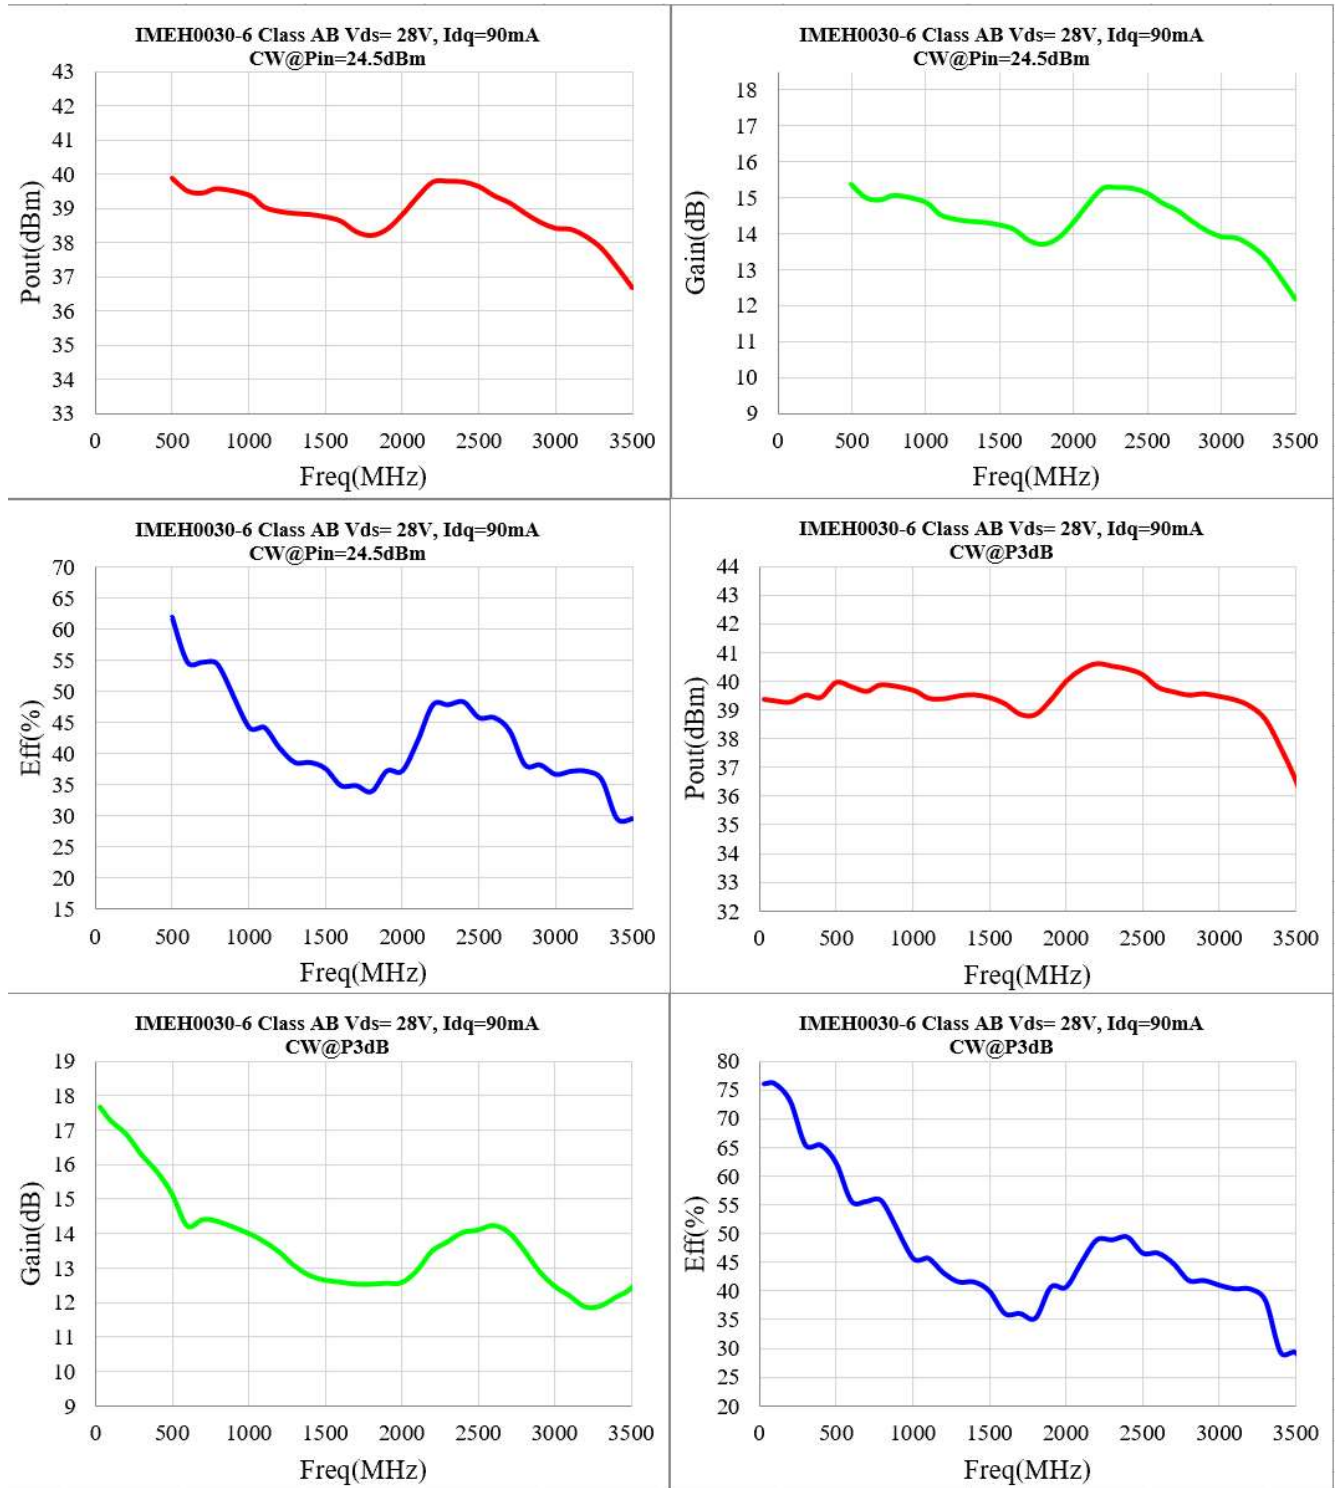 IMEH0030-6 Class AB Vds= 28V, Idq=90mA
CW@Pin=24.5dBm
43
42
41
40
39
38
37
36
35
34
33
Pout(dBm)
0 500 1000 1500 2000 2500 3000 3500
Freq(MHz)
IMEH0030-6 Class AB Vds= 28V, Idq=90mA
CW@Pin=24.5dBm
18
17
16
15
14
13
12
11
10
9
Gain(dB)
0 500 1000 1500 2000 2500 3000 3500
Freq(MHz)
IMEH0030-6 Class AB Vds= 28V, Idq=90mA
CW@Pin=24.5dBm
70
65
60
55
50
45
40
35
30
25
20
15
Eff(%)
0 500 1000 1500 2000 2500 3000 3500
Freq(MHz)
IMEH0030-6 Class AB Vds= 28V, Idq=90mA
CW@P3dB
44
43
42
41
40
39
38
37
36
35
34
33
32
Pout(dBm)
0 500 1000 1500 2000 2500 3000 3500
Freq(MHz)
IMEH0030-6 Class AB Vds= 28V, Idq=90mA
CW@P3dB
19
18
17
16
15
14
13
12
11
10
9
Gain(dB)
0 500 1000 1500 2000 2500 3000 3500
Freq(MHz)
IMEH0030-6 Class AB Vds= 28V, Idq=90mA
CW@P3dB
80
75
70
65
60
55
50
45
40
35
30
25
20
Eff(%)
0 500 1000 1500 2000 2500 3000 3500
Freq(MHz)